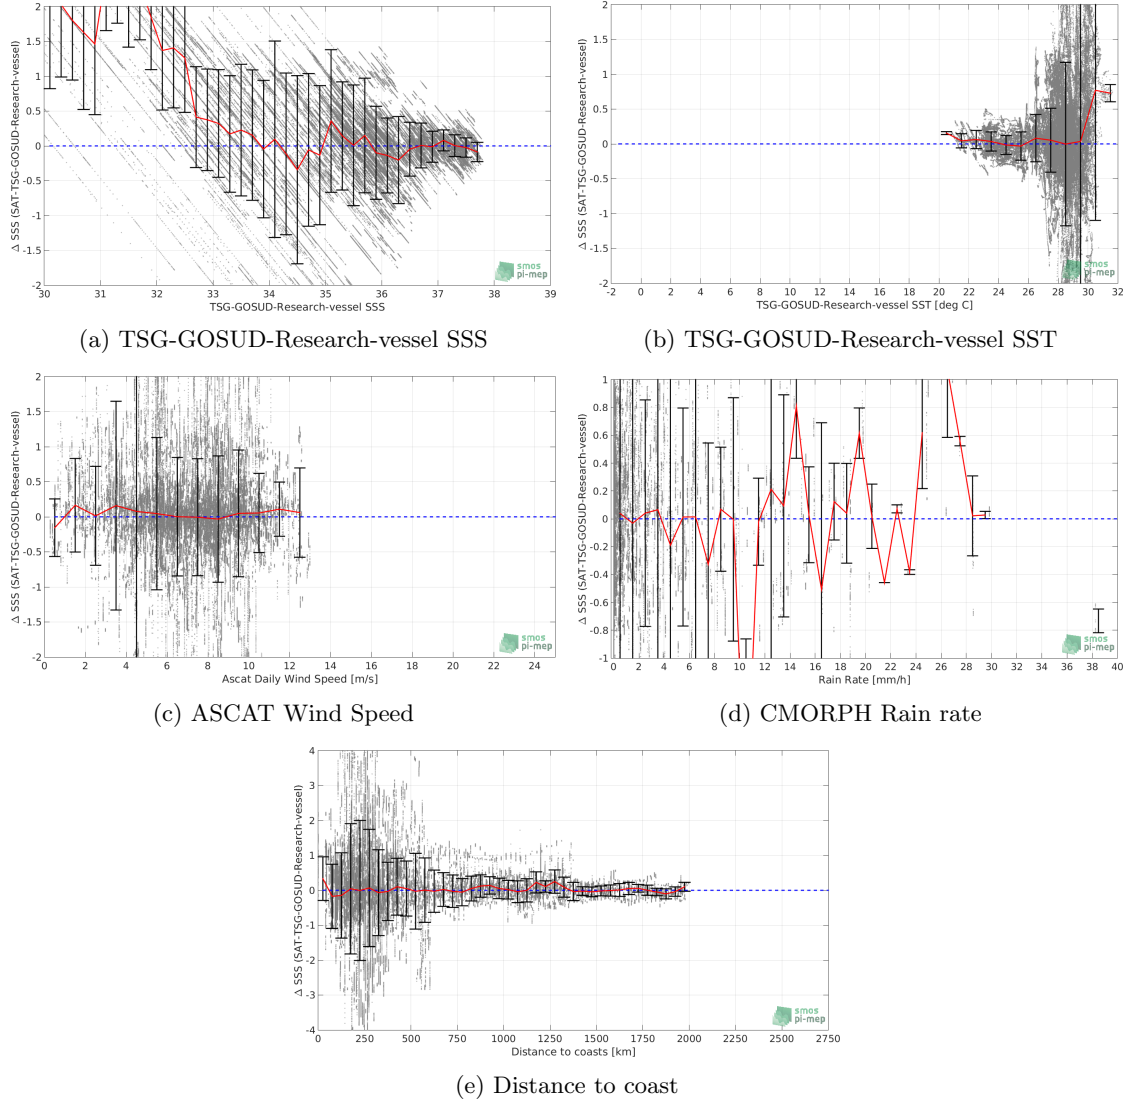 2
1.5
1
0.5
0
-0.5
-1
-1.5
-2
Δ SSS (SAT-TSG-GOSUD-Research-vessel)
30 31 32 33 34 35 36 37 38 39
TSG-GOSUD-Research-vessel SSS
smos
pi-mep
(a) TSG-GOSUD-Research-vessel SSS
2
1.5
1
0.5
0
-0.5
-1
-1.5
-2
Δ SSS (SAT-TSG-GOSUD-Research-vessel)
-2 0 2 4 6 8 10 12 14 16 18 20 22 24 26 28 30 32
TSG-GOSUD-Research-vessel SST [deg C]
smos
pi-mep
(b) TSG-GOSUD-Research-vessel SST
2
1.5
1
0.5
0
-0.5
-1
-1.5
-2
Δ SSS (SAT-TSG-GOSUD-Research-vessel)
0 2 4 6 8 10 12 14 16 18 20 22 24
Ascat Daily Wind Speed [m/s]
smos
pi-mep
(c) ASCAT Wind Speed
1
0.8
0.6
0.4
0.2
0
-0.2
-0.4
-0.6
-0.8
-1
Δ SSS (SAT-TSG-GOSUD-Research-vessel)
0 2 4 6 8 10 12 14 16 18 20 22 24 26 28 30 32 34 36 38 40
Rain Rate [mm/h]
smos
pi-mep
(d) CMORPH Rain rate
4
3
2
1
0
-1
-2
-3
-4
Δ SSS (SAT-TSG-GOSUD-Research-vessel)
0 250 500 750 1000 1250 1500 1750 2000 2250 2500 2750
Distance to coasts [km]
smos
pi-mep
(e) Distance to coast